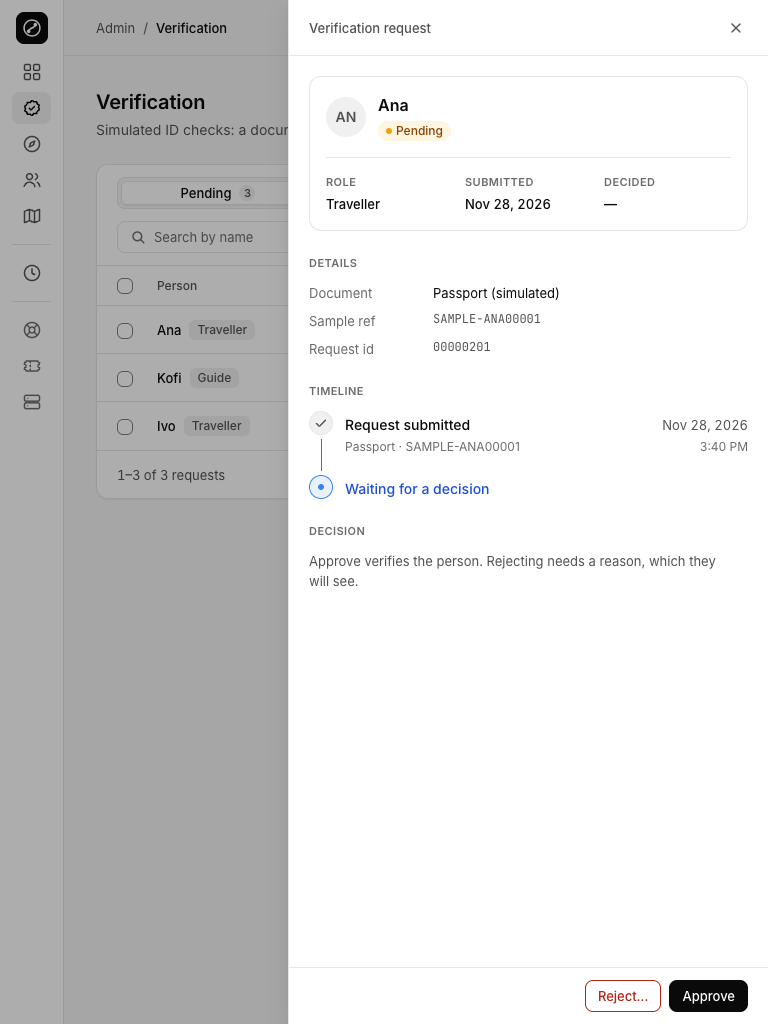 Admin / Verification
Verification
Simulated ID checks: a docur
Pending 3
Search by name
Person
Ana Traveller
Kofi Guide
Ivo Traveller
1–3 of 3 requests
Verification request
AN
Ana
Pending
ROLE SUBMITTED DECIDED
Traveller Nov 28, 2026 —
DETAILS
Document Passport (simulated)
Sample ref SAMPLE-ANA00001
Request id 00000201
TIMELINE
Request submitted Nov 28, 2026
Passport · SAMPLE-ANA00001 3:40 PM
Waiting for a decision
DECISION
Approve verifies the person. Rejecting needs a reason, which they
will see.
Reject... Approve